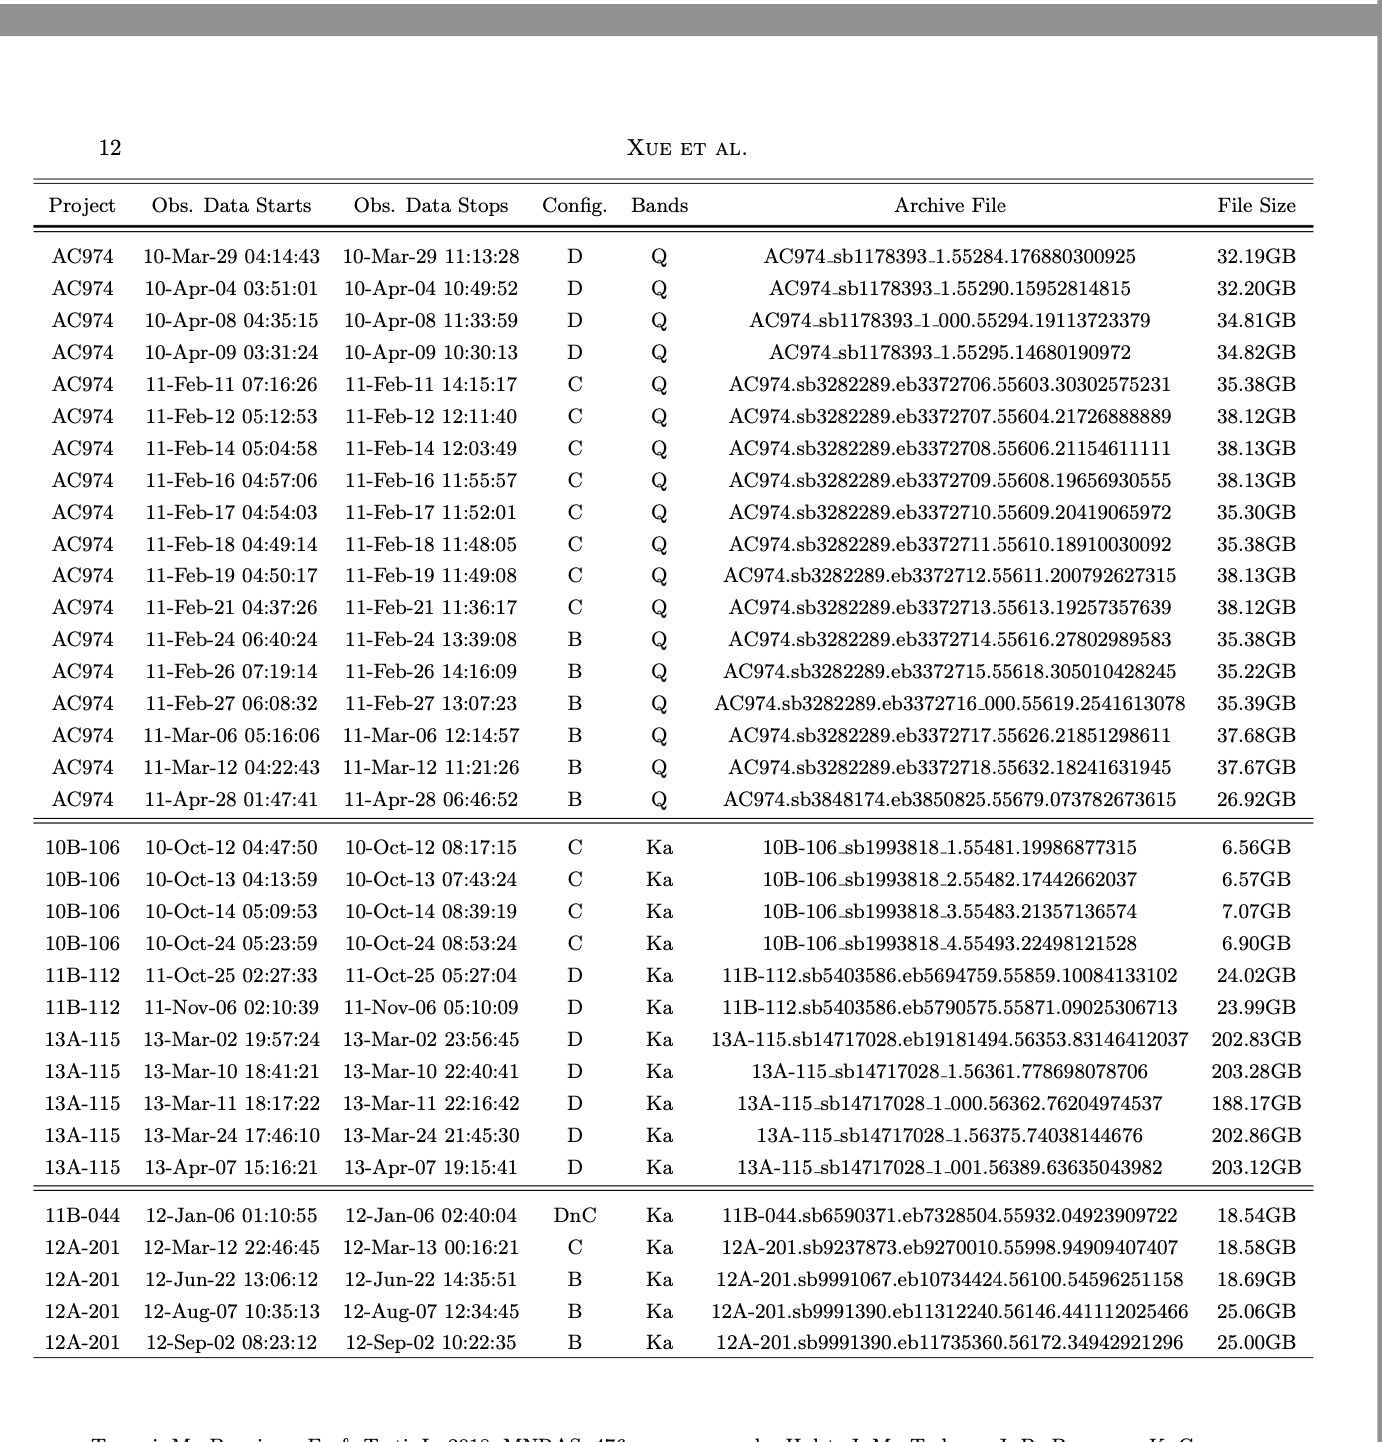 12 XUE ET AL.
Project Obs. Data Starts Obs. Data Stops Config. Bands Archive File File Size
AC974 10-Mar-29 04:14:43 10-Mar-29 11:13:28 D Q AC974_sb1178393_1.55284.176880300925 32.19GB
AC974 10-Apr-04 03:51:01 10-Apr-04 10:49:52 D Q AC974_sb1178393_1.55290.15952814815 32.20GB
AC974 10-Apr-08 04:35:15 10-Apr-08 11:33:59 D Q AC974_sb1178393_1_000.55294.19113723379 34.81GB
AC974 10-Apr-09 03:31:24 10-Apr-09 10:30:13 D Q AC974_sb1178393_1.55295.14680190972 34.82GB
AC974 11-Feb-11 07:16:26 11-Feb-11 14:15:17 C Q AC974.sb3282289.eb3372706.55603.30302575231 35.38GB
AC974 11-Feb-12 05:12:53 11-Feb-12 12:11:40 C Q AC974.sb3282289.eb3372707.55604.21726888889 38.12GB
AC974 11-Feb-14 05:04:58 11-Feb-14 12:03:49 C Q AC974.sb3282289.eb3372708.55606.21154611111 38.13GB
AC974 11-Feb-16 04:57:06 11-Feb-16 11:55:57 C Q AC974.sb3282289.eb3372709.55608.19656930555 38.13GB
AC974 11-Feb-17 04:54:03 11-Feb-17 11:52:01 C Q AC974.sb3282289.eb3372710.55609.20419065972 35.30GB
AC974 11-Feb-18 04:49:14 11-Feb-18 11:48:05 C Q AC974.sb3282289.eb3372711.55610.18910030092 35.38GB
AC974 11-Feb-19 04:50:17 11-Feb-19 11:49:08 C Q AC974.sb3282289.eb3372712.55611.200792627315 38.13GB
AC974 11-Feb-21 04:37:26 11-Feb-21 11:36:17 C Q AC974.sb3282289.eb3372713.55613.19257357639 38.12GB
AC974 11-Feb-24 06:40:24 11-Feb-24 13:39:08 B Q AC974.sb3282289.eb3372714.55616.27802989583 35.38GB
AC974 11-Feb-26 07:19:14 11-Feb-26 14:16:09 B Q AC974.sb3282289.eb3372715.55618.305010428245 35.22GB
AC974 11-Feb-27 06:08:32 11-Feb-27 13:07:23 B Q AC974.sb3282289.eb3372716_000.55619.2541613078 35.39GB
AC974 11-Mar-06 05:16:06 11-Mar-06 12:14:57 B Q AC974.sb3282289.eb3372717.55626.21851298611 37.68GB
AC974 11-Mar-12 04:22:43 11-Mar-12 11:21:26 B Q AC974.sb3282289.eb3372718.55632.18241631945 37.67GB
AC974 11-Apr-28 01:47:41 11-Apr-28 06:46:52 B Q AC974.sb3848174.eb3850825.55679.073782673615 26.92GB
10B-106 10-Oct-12 04:47:50 10-Oct-12 08:17:15 C Ka 10B-106_sb1993818_1.55481.19986877315 6.56GB
10B-106 10-Oct-13 04:13:59 10-Oct-13 07:43:24 C Ka 10B-106_sb1993818_2.55482.17442662037 6.57GB
10B-106 10-Oct-14 05:09:53 10-Oct-14 08:39:19 C Ka 10B-106_sb1993818_3.55483.21357136574 7.07GB
10B-106 10-Oct-24 05:23:59 10-Oct-24 08:53:24 C Ka 10B-106_sb1993818_4.55493.22498121528 6.90GB
11B-112 11-Oct-25 02:27:33 11-Oct-25 05:27:04 D Ka 11B-112.sb5403586.eb5694759.55859.10084133102 24.02GB
11B-112 11-Nov-06 02:10:39 11-Nov-06 05:10:09 D Ka 11B-112.sb5403586.eb5790575.55871.09025306713 23.99GB
13A-115 13-Mar-02 19:57:24 13-Mar-02 23:56:45 D Ka 13A-115.sb14717028.eb19181494.56353.83146412037 202.83GB
13A-115 13-Mar-10 18:41:21 13-Mar-10 22:40:41 D Ka 13A-115_sb14717028_1.56361.778698078706 203.28GB
13A-115 13-Mar-11 18:17:22 13-Mar-11 22:16:42 D Ka 13A-115_sb14717028_1_000.56362.76204974537 188.17GB
13A-115 13-Mar-24 17:46:10 13-Mar-24 21:45:30 D Ka 13A-115_sb14717028_1.56375.74038144676 202.86GB
13A-115 13-Apr-07 15:16:21 13-Apr-07 19:15:41 D Ka 13A-115_sb14717028_1_001.56389.63635043982 203.12GB
11B-044 12-Jan-06 01:10:55 12-Jan-06 02:40:04 DnC Ka 11B-044.sb6590371.eb7328504.55932.04923909722 18.54GB
12A-201 12-Mar-12 22:46:45 12-Mar-13 00:16:21 C Ka 12A-201.sb9237873.eb9270010.55998.94909407407 18.58GB
12A-201 12-Jun-22 13:06:12 12-Jun-22 14:35:51 B Ka 12A-201.sb9991067.eb10734424.56100.54596251158 18.69GB
12A-201 12-Aug-07 10:35:13 12-Aug-07 12:34:45 B Ka 12A-201.sb9991390.eb11312240.56146.441112025466 25.06GB
12A-201 12-Sep-02 08:23:12 12-Sep-02 10:22:35 B Ka 12A-201.sb9991390.eb11735360.56172.34942921296 25.00GB